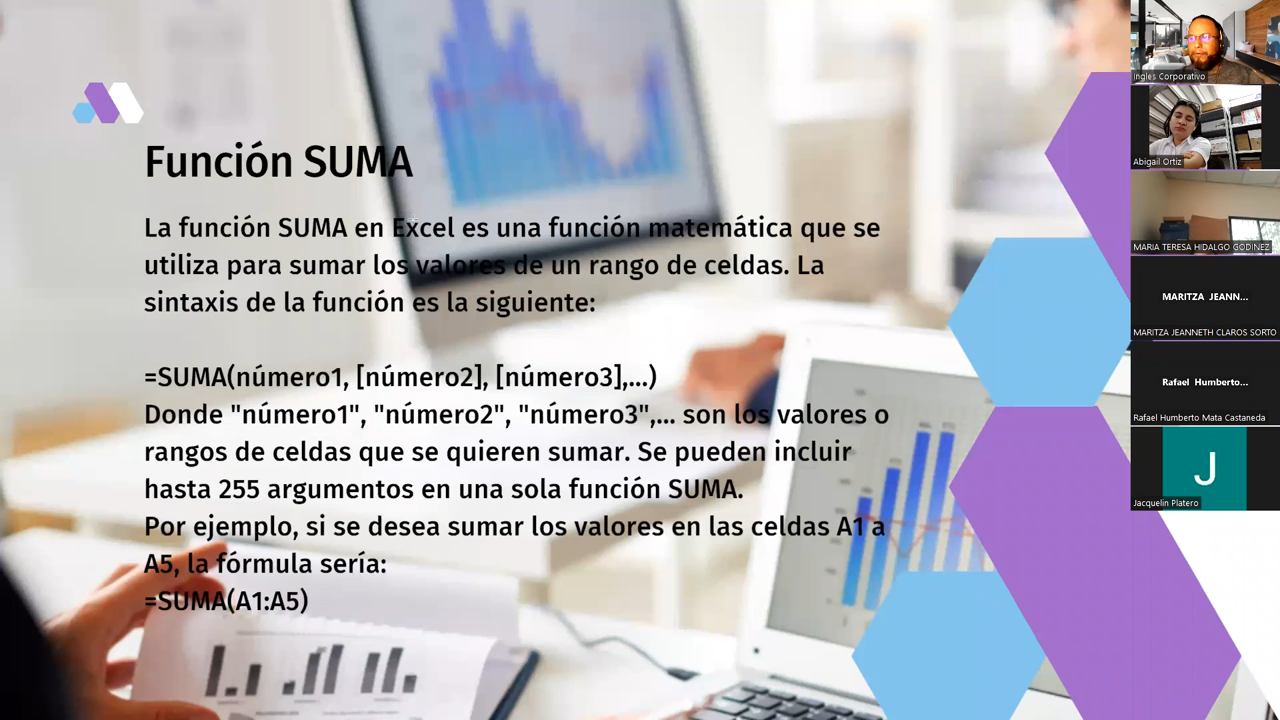 Función SUMA
La función SUMA en Excel es una función matemática que se
utiliza para sumar los valores de un rango de celdas. La
sintaxis de la función es la siguiente:
=SUMA(número1, [número2], [número3],...)
Donde "número1", "número2", "número3",... son los valores o
rangos de celdas que se quieren sumar. Se pueden incluir
hasta 255 argumentos en una sola función SUMA.
Por ejemplo, si se desea sumar los valores en las celdas A1 a
A5, la fórmula sería:
=SUMA(A1:A5)
Ingles Corporativo
Abigail Ortiz
MARIA TERESA HIDALGO GODINEZ
MARITZA JEANN...
MARITZA JEANNETH CLAROS SORTO
Rafael Humberto...
Rafael Humberto Mata Castaneda
J
Jacquelin Platero